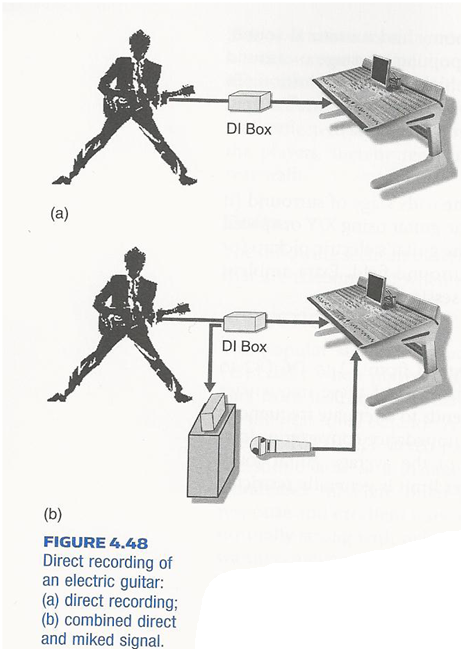 DI Box
(a)
DI Box
(b)
FIGURE 4.48
Direct recording of
an electric guitar:
(a) direct recording;
(b) combined direct
and miked signal.